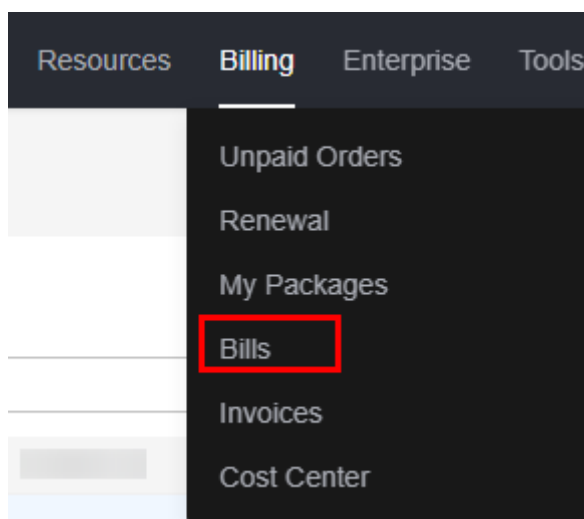 Resources Billing Enterprise Tools
Unpaid Orders
Renewal
My Packages
Bills
Invoices
Cost Center